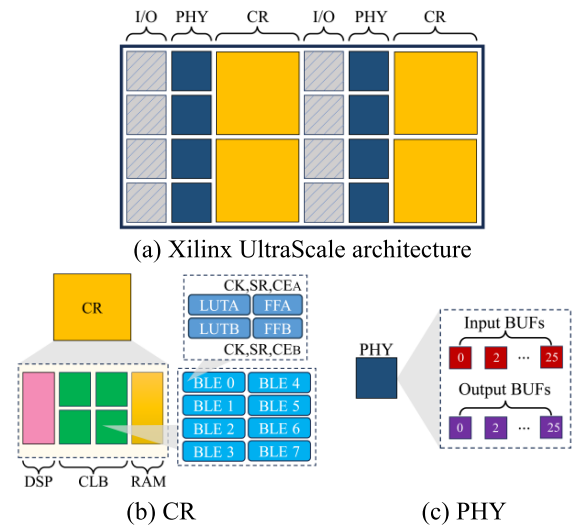 I/O PHY CR I/O PHY CR
(a) Xilinx UltraScale architecture
CR
CK,SR,CEA
LUTA FFA
LUTB FFB
CK,SR,CEB
BLE 0 BLE 4
BLE 1 BLE 5
BLE 2 BLE 6
BLE 3 BLE 7
DSP CLB RAM
(b) CR
PHY
Input BUFs
0 2 ... 25
Output BUFs
0 2 ... 25
(c) PHY